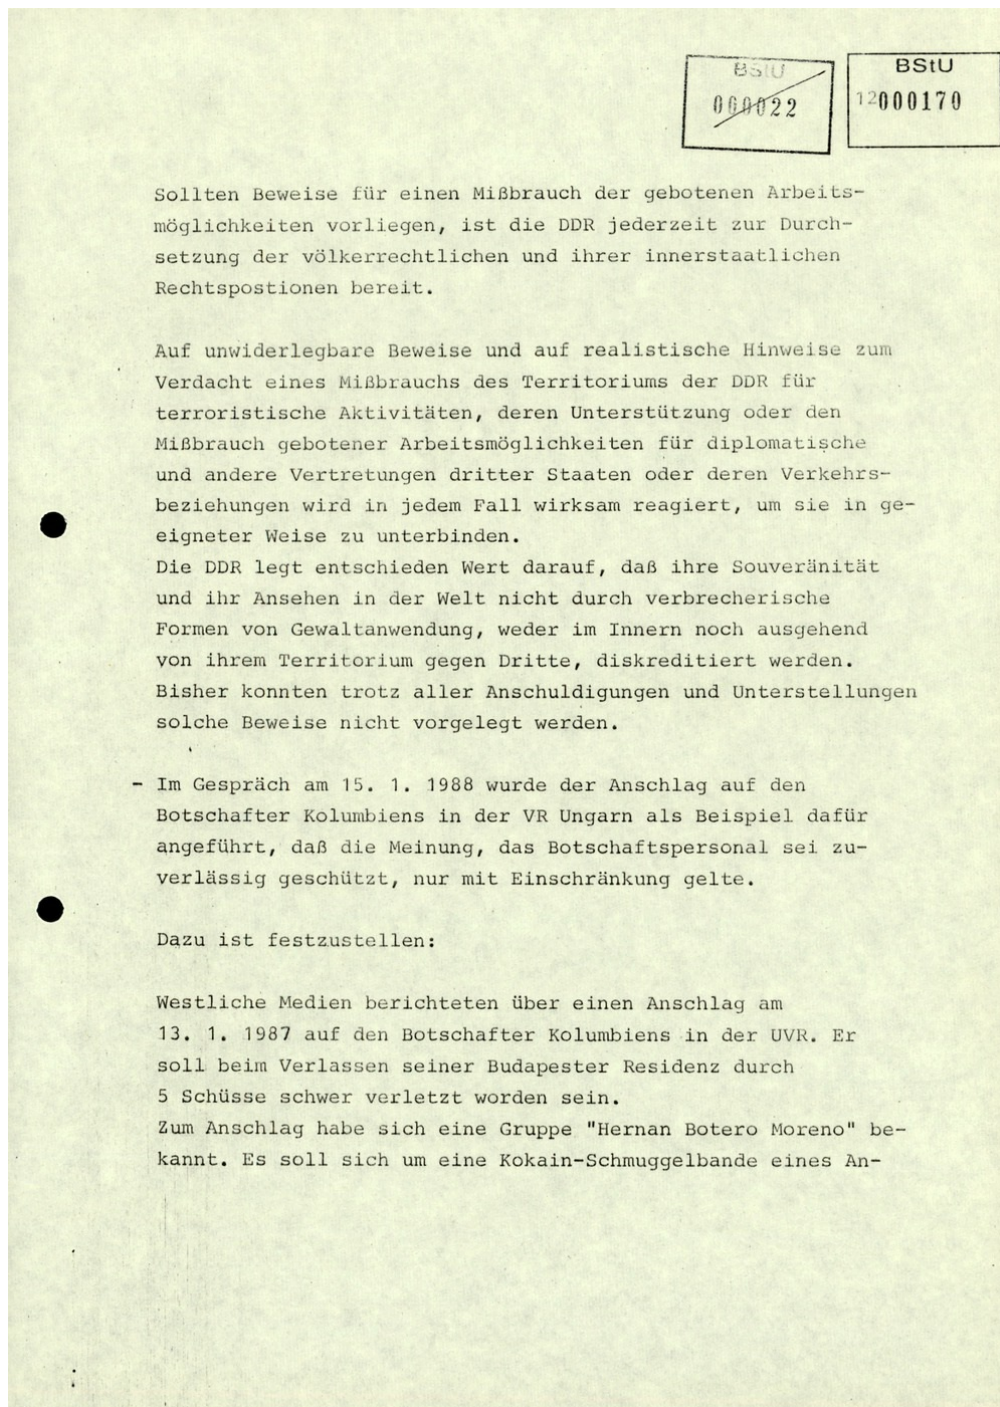 BStU
000022
BStU
12 000170
Sollten Beweise für einen Mißbrauch der gebotenen Arbeits-
möglichkeiten vorliegen, ist die DDR jederzeit zur Durch-
setzung der völkerrechtlichen und ihrer innerstaatlichen
Rechtspostionen bereit.
Auf unwiderlegbare Beweise und auf realistische Hinweise zum
Verdacht eines Mißbrauchs des Territoriums der DDR für
terroristische Aktivitäten, deren Unterstützung oder den
Mißbrauch gebotener Arbeitsmöglichkeiten für diplomatische
und andere Vertretungen dritter Staaten oder deren Verkehrs-
beziehungen wird in jedem Fall wirksam reagiert, um sie in ge-
eigneter Weise zu unterbinden.
Die DDR legt entschieden Wert darauf, daß ihre Souveränität
und ihr Ansehen in der Welt nicht durch verbrecherische
Formen von Gewaltanwendung, weder im Innern noch ausgehend
von ihrem Territorium gegen Dritte, diskreditiert werden.
Bisher konnten trotz aller Anschuldigungen und Unterstellungen
solche Beweise nicht vorgelegt werden.
- Im Gespräch am 15. 1. 1988 wurde der Anschlag auf den
Botschafter Kolumbiens in der VR Ungarn als Beispiel dafür
angeführt, daß die Meinung, das Botschaftspersonal sei zu-
verlässig geschützt, nur mit Einschränkung gelte.
Dazu ist festzustellen:
Westliche Medien berichteten über einen Anschlag am
13. 1. 1987 auf den Botschafter Kolumbiens in der UVR. Er
soll beim Verlassen seiner Budapester Residenz durch
5 Schüsse schwer verletzt worden sein.
Zum Anschlag habe sich eine Gruppe "Hernan Botero Moreno" be-
kannt. Es soll sich um eine Kokain-Schmuggelbande eines An-